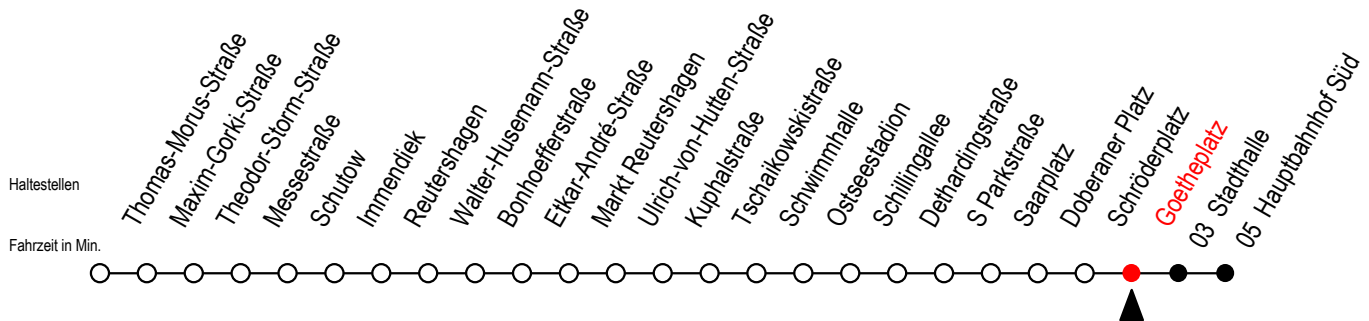 Haltestellen
Fahrzeit in Min.
Thomas-Morus-Straße
Maxim-Gorki-Straße
Theodor-Storm-Straße
Messestraße
Schutow
Immendiek
Reutershagen
Walter-Husemann-Straße
Bonhoefferstraße
Etkar-André-Straße
Markt Reutershagen
Ulrich-von-Hutten-Straße
Kuphalstraße
Tschaikowskistraße
Schwimmhalle
Ostseestadion
Schillingallee
Dethardingstraße
S Parkstraße
Saarplatz
Doberaner Platz
Schröderplatz
Goetheplatz
03 Stadthalle
05 Hauptbahnhof Süd